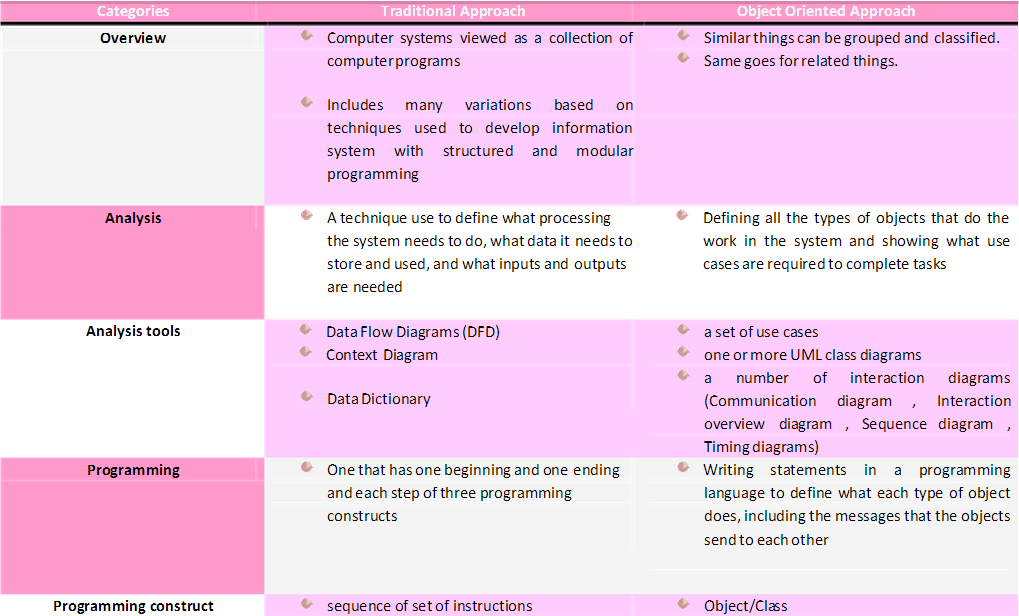 Categories
Traditional Approach
Object Oriented Approach
Overview
Computer systems viewed as a collection of
computer programs
Includes many variations based on
techniques used to develop information
system with structured and modular
programming
Similar things can be grouped and classified.
Same goes for related things.
Analysis
A technique use to define what processing
the system needs to do, what data it needs to
store and used, and what inputs and outputs
are needed
Defining all the types of objects that do the
work in the system and showing what use
cases are required to complete tasks
Analysis tools
Data Flow Diagrams (DFD)
Context Diagram
Data Dictionary
a set of use cases
one or more UML class diagrams
a number of interaction diagrams
(Communication diagram , Interaction
overview diagram , Sequence diagram ,
Timing diagrams)
Programming
One that has one beginning and one ending
and each step of three programming
constructs
Writing statements in a programming
language to define what each type of object
does, including the messages that the objects
send to each other
Programming construct
sequence of set of instructions
Object/Class